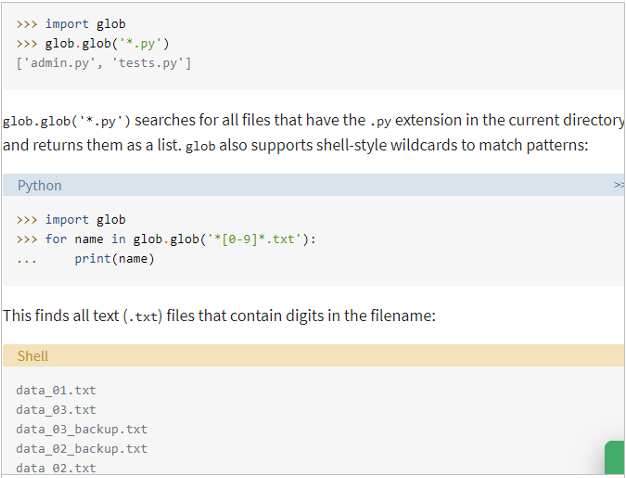 >>> import glob
>>> glob.glob('*.py')
['admin.py', 'tests.py']
glob.glob('*.py') searches for all files that have the .py extension in the current directory
and returns them as a list. glob also supports shell-style wildcards to match patterns:
Python >>
>>> import glob
>>> for name in glob.glob('*[0-9]*.txt'):
... print(name)
This finds all text (.txt) files that contain digits in the filename:
Shell
data_01.txt
data_03.txt
data_03_backup.txt
data_02_backup.txt
data_02.txt